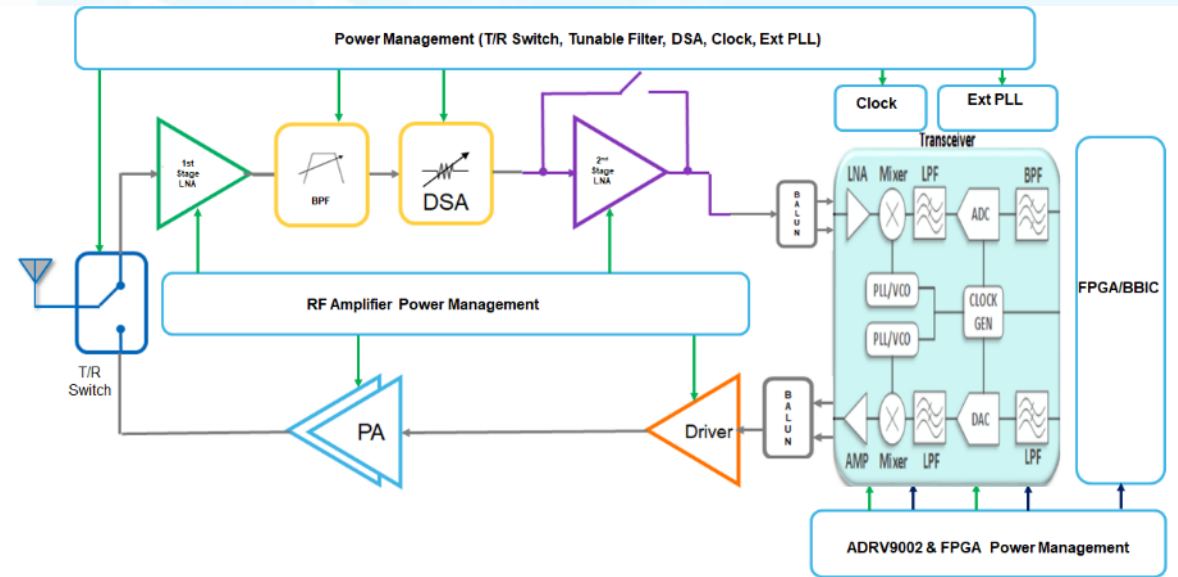 Power Management (T/R Switch, Tunable Filter, DSA, Clock, Ext PLL)
Clock
Ext PLL
Transceiver
1st
Stage
LNA
BPF
DSA
2nd
Stage
LNA
B
A
L
U
N
LNA
Mixer
LPF
ADC
BPF
FPGA/BBIC
RF Amplifier Power Management
PLL/VCO
PLL/VCO
CLOCK
GEN
T/R
Switch
PA
Driver
B
A
L
U
N
DAC
AMP
Mixer
LPF
LPF
ADRV9002 & FPGA Power Management